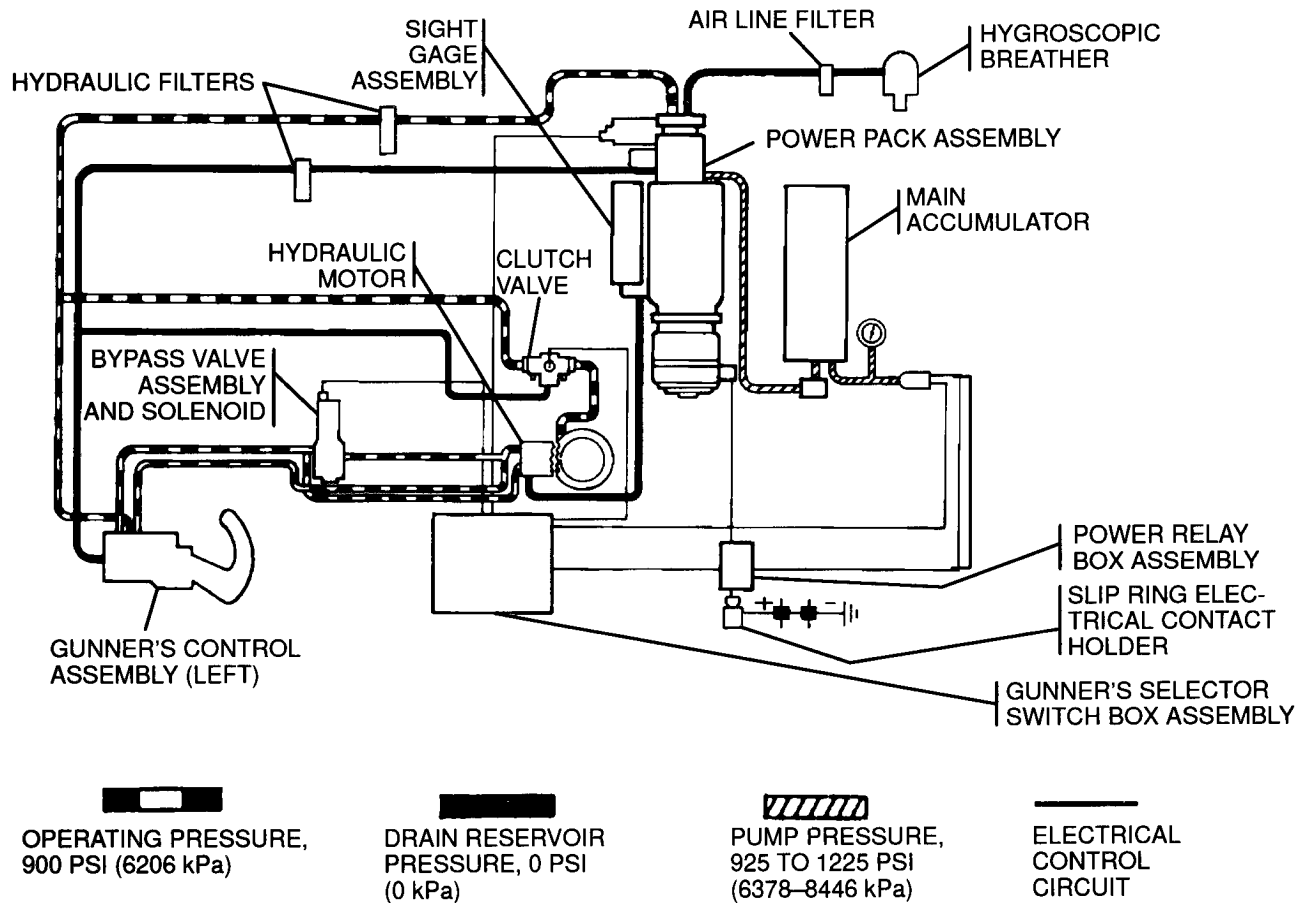 SIGHT
GAGE
ASSEMBLY
AIR LINE FILTER
HYGROSCOPIC
BREATHER
HYDRAULIC FILTERS
POWER PACK ASSEMBLY
MAIN
ACCUMULATOR
HYDRAULIC
MOTOR
CLUTCH
VALVE
BYPASS VALVE
ASSEMBLY
AND SOLENOID
POWER RELAY
BOX ASSEMBLY
SLIP RING ELEC-
TRICAL CONTACT
HOLDER
+ -
GUNNER'S CONTROL
ASSEMBLY (LEFT)
GUNNER'S SELECTOR
SWITCH BOX ASSEMBLY
OPERATING PRESSURE,
900 PSI (6206 kPa)
DRAIN RESERVOIR
PRESSURE, 0 PSI
(0 kPa)
PUMP PRESSURE,
925 TO 1225 PSI
(6378–8446 kPa)
ELECTRICAL
CONTROL
CIRCUIT